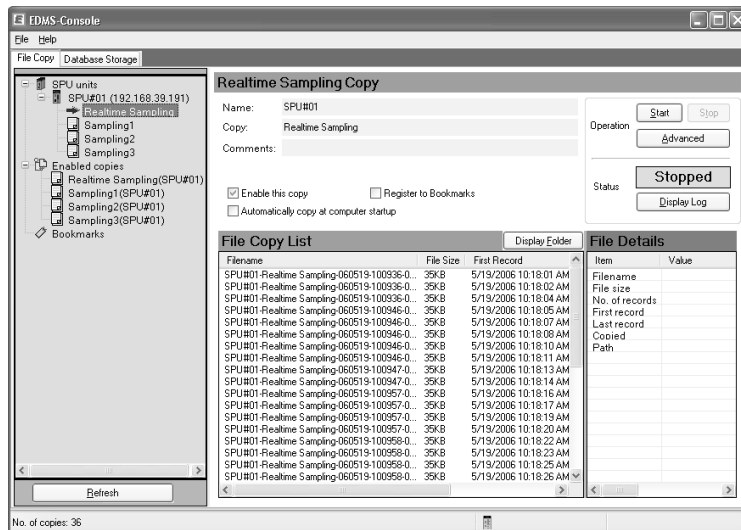 EDMS-Console
File Help
File Copy Database Storage
SPU units
SPU#01 (192.168.39.191)
Realtime Sampling
Sampling1
Sampling2
Sampling3
Enabled copies
Realtime Sampling(SPU#01)
Sampling1(SPU#01)
Sampling2(SPU#01)
Sampling3(SPU#01)
Bookmarks
Refresh
Realtime Sampling Copy
Name: SPU#01
Copy: Realtime Sampling
Comments:
Enable this copy Register to Bookmarks
Automatically copy at computer startup
Operation Start Stop
Advanced
Status Stopped
Display Log
File Copy List Display Folder
Filename File Size First Record
SPU#01-Realtime Sampling-060519-100936-0... 35KB 5/19/2006 10:18:01 AM
SPU#01-Realtime Sampling-060519-100936-0... 35KB 5/19/2006 10:18:02 AM
SPU#01-Realtime Sampling-060519-100936-0... 35KB 5/19/2006 10:18:04 AM
SPU#01-Realtime Sampling-060519-100946-0... 35KB 5/19/2006 10:18:05 AM
SPU#01-Realtime Sampling-060519-100946-0... 35KB 5/19/2006 10:18:07 AM
SPU#01-Realtime Sampling-060519-100946-0... 35KB 5/19/2006 10:18:08 AM
SPU#01-Realtime Sampling-060519-100946-0... 35KB 5/19/2006 10:18:10 AM
SPU#01-Realtime Sampling-060519-100946-0... 35KB 5/19/2006 10:18:11 AM
SPU#01-Realtime Sampling-060519-100947-0... 35KB 5/19/2006 10:18:13 AM
SPU#01-Realtime Sampling-060519-100947-0... 35KB 5/19/2006 10:18:14 AM
SPU#01-Realtime Sampling-060519-100957-0... 35KB 5/19/2006 10:18:16 AM
SPU#01-Realtime Sampling-060519-100957-0... 35KB 5/19/2006 10:18:17 AM
SPU#01-Realtime Sampling-060519-100957-0... 35KB 5/19/2006 10:18:19 AM
SPU#01-Realtime Sampling-060519-100957-0... 35KB 5/19/2006 10:18:20 AM
SPU#01-Realtime Sampling-060519-100958-0... 35KB 5/19/2006 10:18:22 AM
SPU#01-Realtime Sampling-060519-100958-0... 35KB 5/19/2006 10:18:23 AM
SPU#01-Realtime Sampling-060519-100958-0... 35KB 5/19/2006 10:18:25 AM
SPU#01-Realtime Sampling-060519-100958-0... 35KB 5/19/2006 10:18:26 AM
File Details
Item Value
Filename
File size
No. of records
First record
Last record
Copied
Path
No. of copies: 36